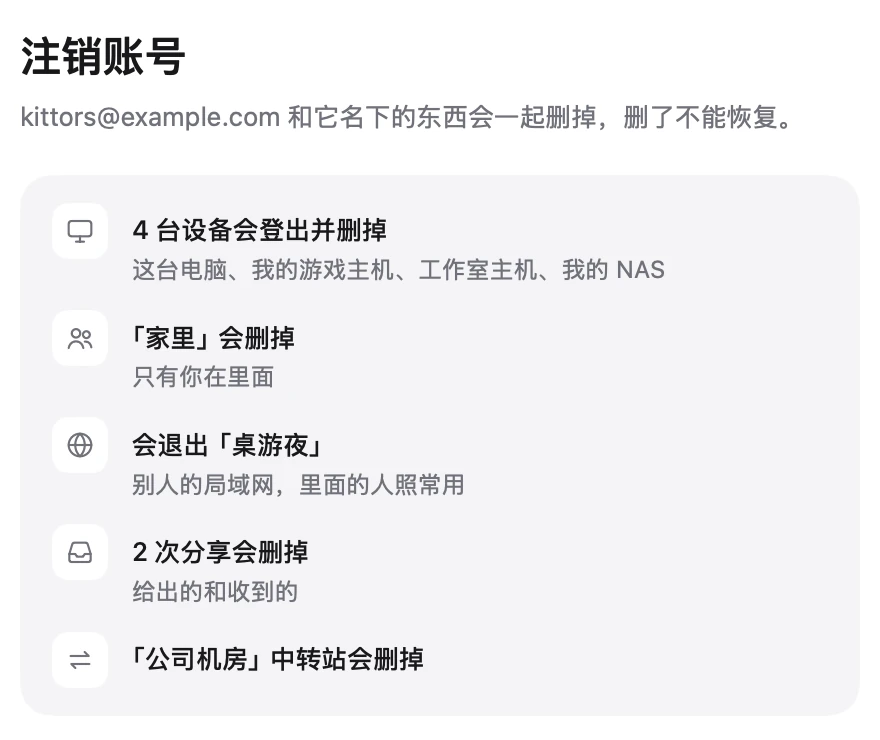 注销账号
kittors@example.com 和它名下的东西会一起删掉，删了不能恢复。
4 台设备会登出并删掉
这台电脑、我的游戏主机、工作室主机、我的 NAS
「家里」会删掉
只有你在里面
会退出「桌游夜」
别人的局域网，里面的人照常用
2 次分享会删掉
给出的和收到的
「公司机房」中转站会删掉